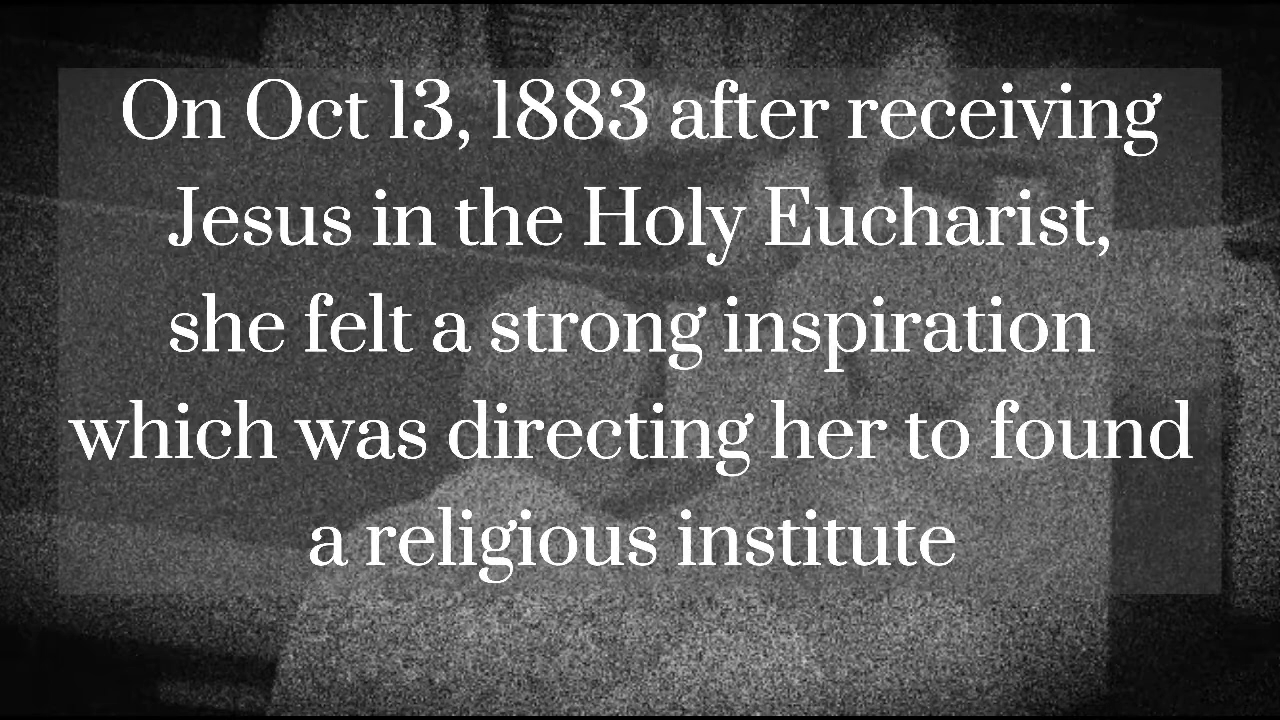 On Oct 13, 1883 after receiving
Jesus in the Holy Eucharist,
she felt a strong inspiration
which was directing her to found
a religious institute